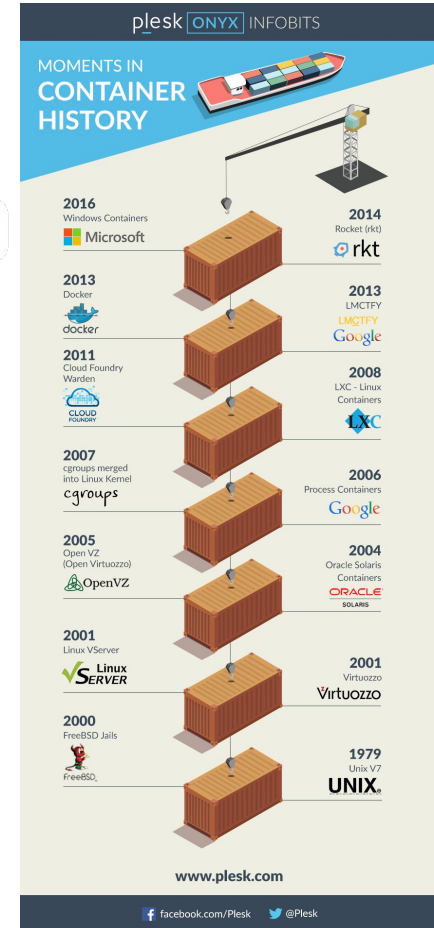 plesk ONYX INFOBITS
MOMENTS IN
CONTAINER
HISTORY
2016
Windows Containers
Microsoft
2014
Rocket (rkt)
rkt
2013
Docker
docker
2013
LMCTFY
LMCTFY
Google
2011
Cloud Foundry
Warden
CLOUD
FOUNDRY
2008
LXC - Linux
Containers
LXC
2007
cgroups merged
into Linux Kernel
cgroups
2006
Process Containers
Google
2005
Open VZ
(Open Virtuozzo)
OpenVZ
2004
Oracle Solaris
Containers
ORACLE
SOLARIS
2001
Linux VServer
Linux
VSERVER
2001
Virtuozzo
Virtuozzo
2000
FreeBSD Jails
FreeBSD
1979
Unix V7
UNIX®
www.plesk.com
facebook.com/Plesk @Plesk